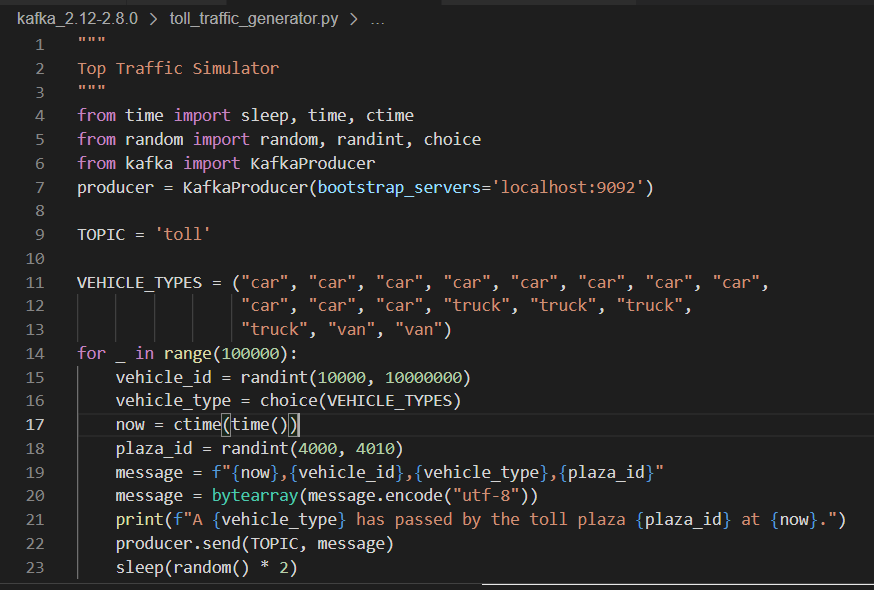 kafka_2.12-2.8.0 > toll_traffic_generator.py > ...
1 """
2 Top Traffic Simulator
3 """
4 from time import sleep, time, ctime
5 from random import random, randint, choice
6 from kafka import KafkaProducer
7 producer = KafkaProducer(bootstrap_servers='localhost:9092')
8
9 TOPIC = 'toll'
10
11 VEHICLE_TYPES = ("car", "car", "car", "car", "car", "car", "car", "car",
12                  "car", "car", "car", "truck", "truck", "truck",
13                  "truck", "van", "van")
14 for _ in range(100000):
15     vehicle_id = randint(10000, 10000000)
16     vehicle_type = choice(VEHICLE_TYPES)
17     now = ctime(time())
18     plaza_id = randint(4000, 4010)
19     message = f"{now},{vehicle_id},{vehicle_type},{plaza_id}"
20     message = bytearray(message.encode("utf-8"))
21     print(f"A {vehicle_type} has passed by the toll plaza {plaza_id} at {now}.")
22     producer.send(TOPIC, message)
23     sleep(random() * 2)